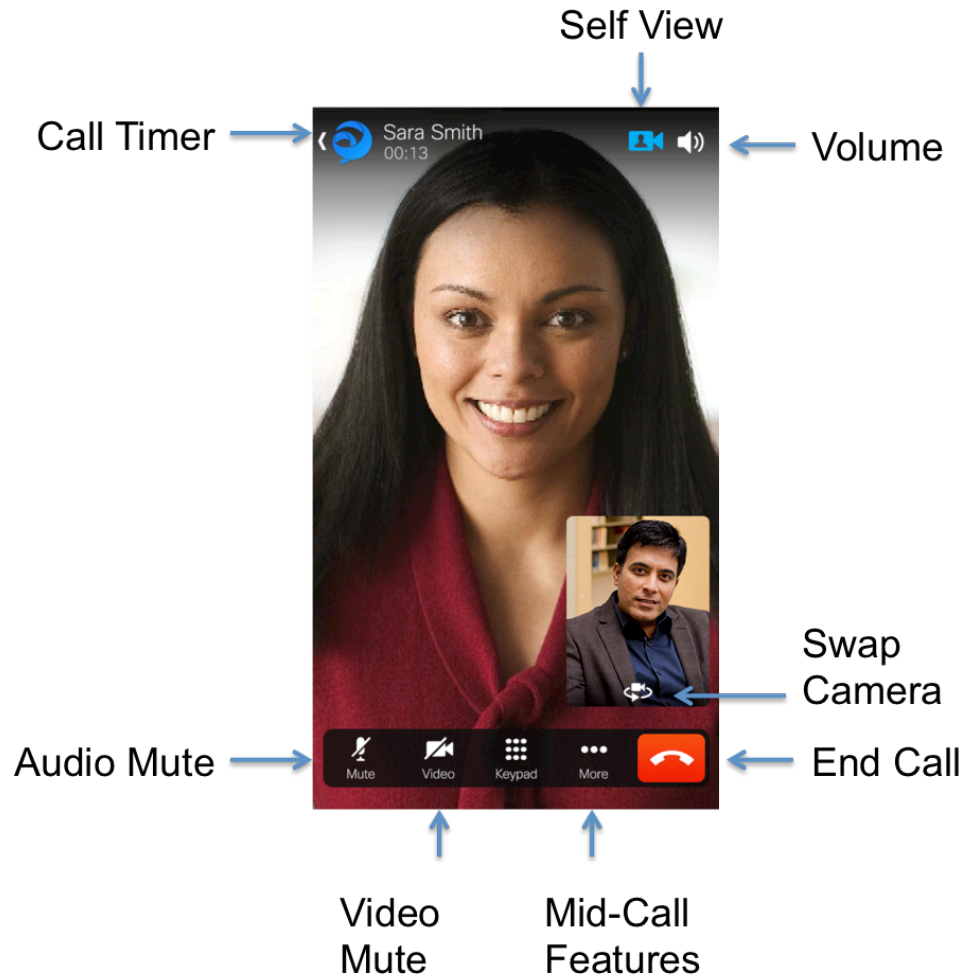 Self View
Call Timer
Sara Smith
00:13
Volume
Swap
Camera
Audio Mute
Mute
Video
Keypad
More
End Call
Video
Mute
Mid-Call
Features